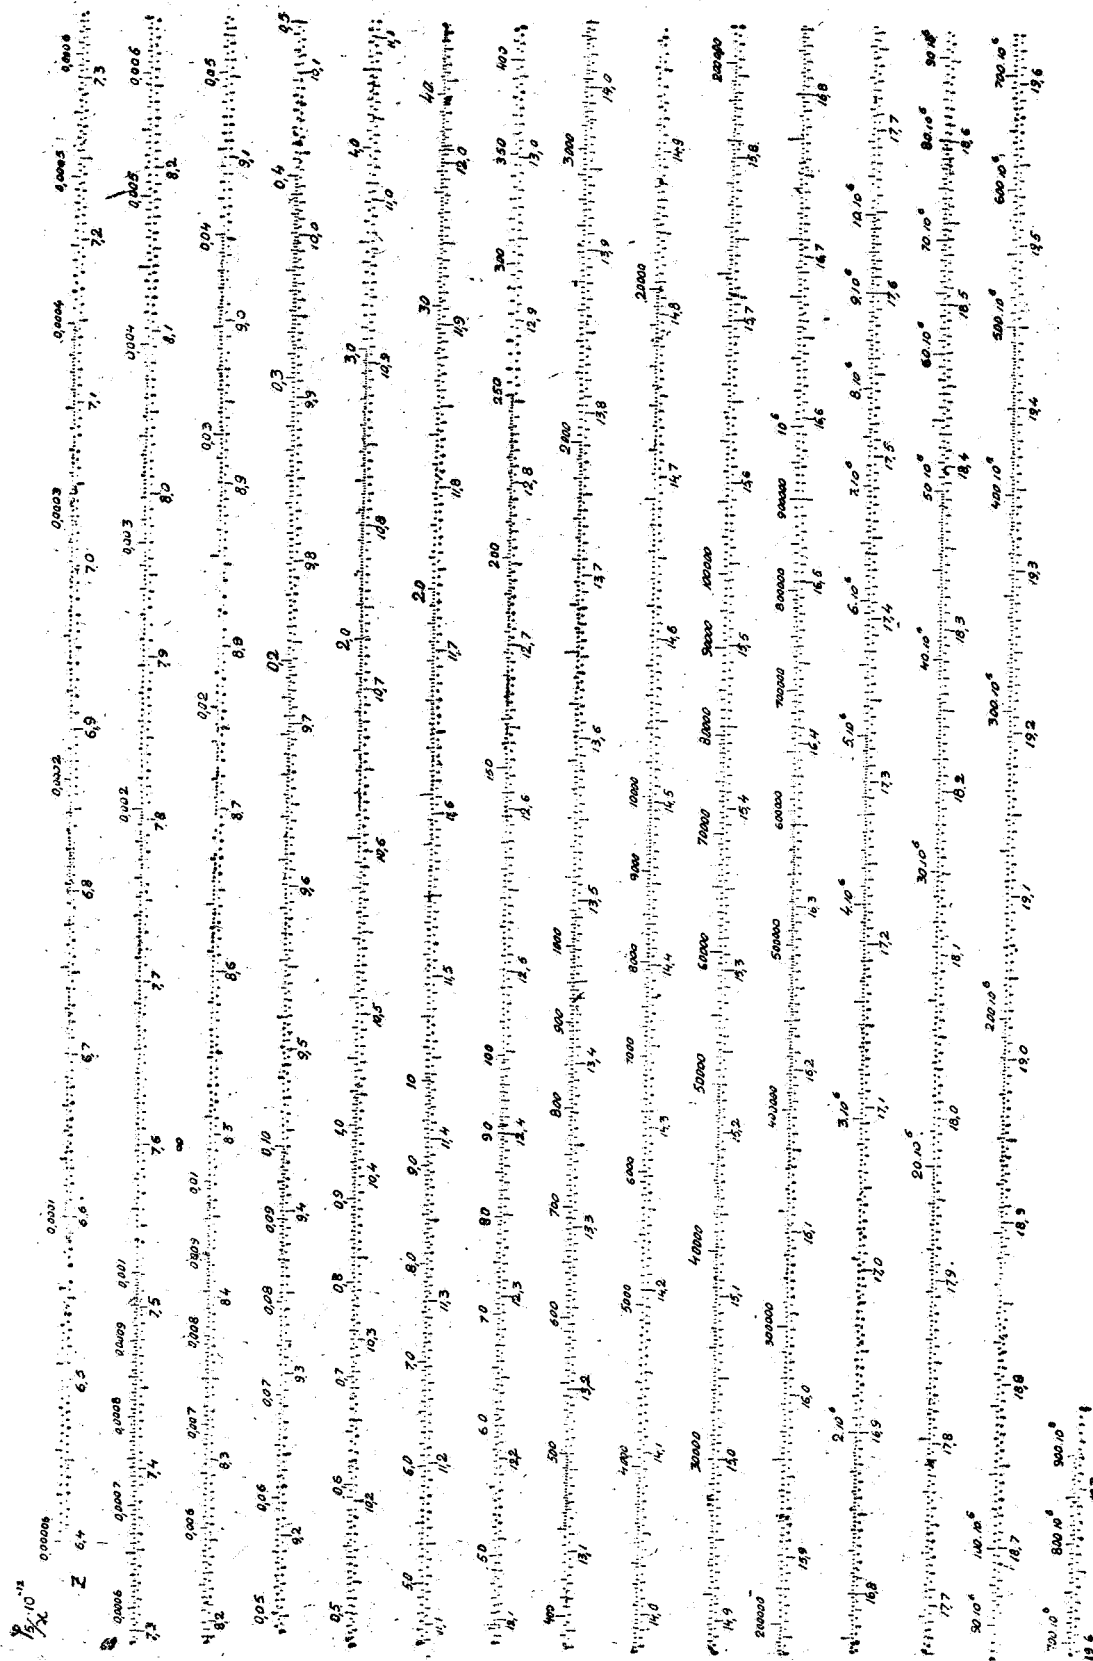 0,00006 0,0001 0,0002 0,0003 0,0004 0,0005 0,0006
Z 6,4 6,5 6,6 6,7 6,8 6,9 7,0 7,1 7,2 7,3
0,0006 0,0007 0,0008 0,0009 0,001 0,002 0,003 0,004 0,005 0,006
7,3 7,4 7,5 7,6 7,7 7,8 7,9 8,0 8,1 8,2
0,006 0,007 0,008 0,009 0,01 0,02 0,03 0,04 0,05
8,2 8,3 8,4 8,3 8,6 8,7 8,8 8,9 9,0 9,1
0,05 0,06 0,07 0,08 0,09 0,10 0,2 0,3 0,4 0,5
9,2 9,3 9,4 9,5 9,6 9,7 9,8 9,9 10,0 10,1
0,5 0,6 0,7 0,8 0,9 1,0 2,0 3,0 4,0
10,2 10,3 10,4 10,5 10,6 10,7 10,8 10,9 11,0 11,1
5,0 6,0 7,0 8,0 9,0 10 20 30 40
11,1 11,2 11,3 11,4 11,5 11,6 11,7 11,8 11,9 12,0
50 60 70 80 90 100 150 200 250 300 350 400
12,1 12,2 12,3 12,4 12,5 12,6 12,7 12,8 12,9 13,0
400 500 600 700 800 900 1000 2000 3000
13,1 13,2 13,3 13,4 13,5 13,6 13,7 13,8 13,9 14,0
4000 5000 6000 7000 8000 9000 10000 20000
14,0 14,1 14,2 14,3 14,4 14,5 14,6 14,7 14,8 14,9
30000 40000 50000 60000 70000 80000 90000 100000 200000
14,9 15,0 15,1 15,2 15,3 15,4 15,5 15,6 15,7 15,8
200000 300000 400000 500000 600000 700000 800000 900000 10⁶
15,9 16,0 16,1 16,2 16,3 16,4 16,5 16,6 16,7 16,8
2.10⁶ 3.10⁶ 4.10⁶ 5.10⁶ 6.10⁶ 7.10⁶ 8.10⁶ 9.10⁶ 10.10⁶
16,8 16,9 17,0 17,1 17,2 17,3 17,4 17,5 17,6 17,7
20.10⁶ 30.10⁶ 40.10⁶ 50.10⁶ 60.10⁶ 70.10⁶ 80.10⁶ 90.10⁶
17,7 17,8 17,9 18,0 18,1 18,2 18,3 18,4 18,5 18,6
90.10⁶ 100.10⁶ 200.10⁶ 300.10⁶ 400.10⁶ 500.10⁶ 600.10⁶ 700.10⁶
18,7 18,8 18,9 19,0 19,1 19,2 19,3 19,4 19,5 19,6
700.10⁶ 800.10⁶ 900.10⁶
19,6